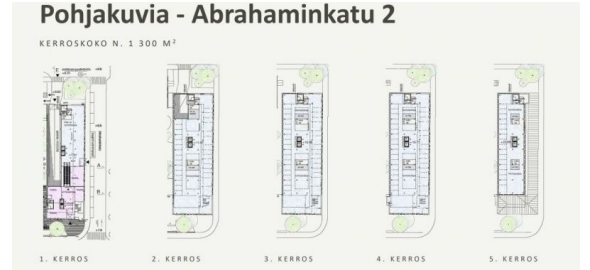 Pohjakuvia - Abrahaminkatu 2
KERROSKOKO N. 1 300 M²
1. KERROS
2. KERROS
3. KERROS
4. KERROS
5. KERROS